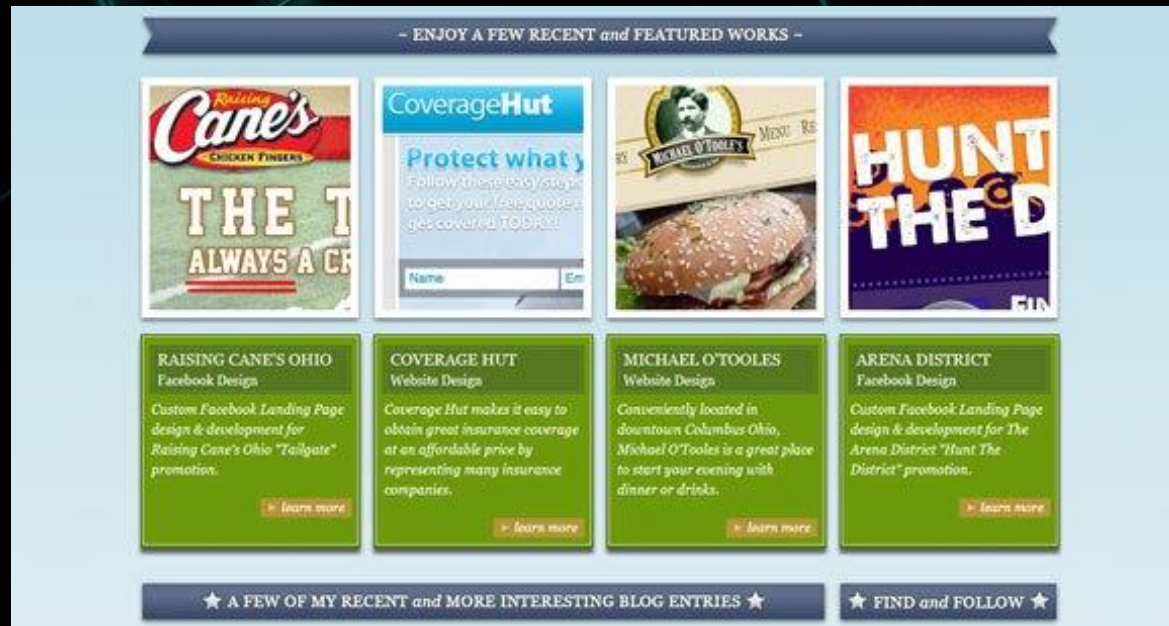 ~ ENJOY A FEW RECENT and FEATURED WORKS ~
Raising
Cane's
CHICKEN FINGERS
THE T
ALWAYS A CR
CoverageHut
Protect what y
Follow these easy steps
to get your free quote
get covered TODAY!
Name
Em
MENU
MICHAEL O'TOOLE'S
HUNT
THE D
FIN
RAISING CANE'S OHIO
Facebook Design
Custom Facebook Landing Page
design & development for
Raising Cane's Ohio "Tailgate"
promotion.
► learn more
COVERAGE HUT
Website Design
Coverage Hut makes it easy to
obtain great insurance coverage
at an affordable price by
representing many insurance
companies.
► learn more
MICHAEL O'TOOLES
Website Design
Conveniently located in
downtown Columbus Ohio,
Michael O'Tooles is a great place
to start your evening with
dinner or drinks.
► learn more
ARENA DISTRICT
Facebook Design
Custom Facebook Landing Page
design & development for The
Arena District "Hunt The
District" promotion.
► learn more
★ A FEW OF MY RECENT and MORE INTERESTING BLOG ENTRIES ★
★ FIND and FOLLOW ★